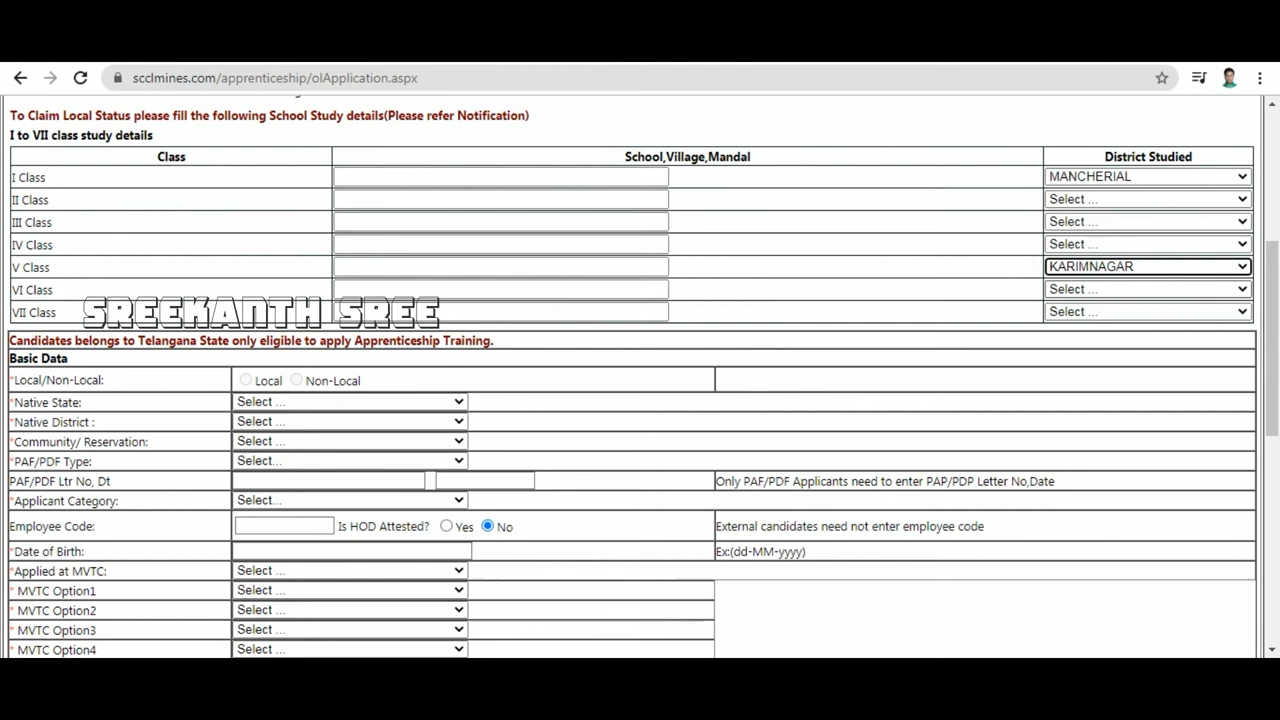 scclmines.com/apprenticeship/olApplication.aspx
To Claim Local Status please fill the following School Study details(Please refer Notification)
I to VII class study details
Class School,Village,Mandal District Studied
I Class MANCHERIAL
II Class Select ...
III Class Select ...
IV Class Select ...
V Class KARIMNAGAR
VI Class Select ...
VII Class Select ...
SREEKANTH SREE
Candidates belongs to Telangana State only eligible to apply Apprenticeship Training.
Basic Data
*Local/Non-Local: Local Non-Local
*Native State: Select ...
*Native District : Select ...
*Community/ Reservation: Select ...
*PAF/PDF Type: Select...
PAF/PDF Ltr No, Dt Only PAF/PDF Applicants need to enter PAP/PDP Letter No,Date
*Applicant Category: Select...
Employee Code: Is HOD Attested? Yes No External candidates need not enter employee code
*Date of Birth: Ex:(dd-MM-yyyy)
*Applied at MVTC: Select ...
* MVTC Option1 Select ...
* MVTC Option2 Select ...
* MVTC Option3 Select ...
* MVTC Option4 Select ...